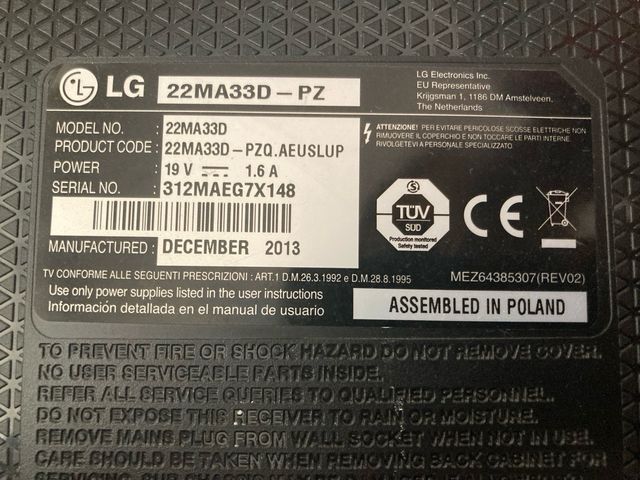 LG 22MA33D-PZ
LG Electronics Inc.
EU Representative
Krijgsman 1, 1186 DM Amstelveen,
The Netherlands
MODEL NO. : 22MA33D
PRODUCT CODE : 22MA33D-PZQ.AEUSLUP
POWER : 19 V 1.6 A
SERIAL NO. : 312MAEG7X148
MANUFACTURED : DECEMBER 2013
ATTENZIONE! PER EVITARE PERICOLOSE SCOSSE ELETTRICHE NON
RIMUOVERE IL COPERCHIO E NON TOCCARE LE PARTI INTERNE.
RIVOLGETEVI A PERSONALE SPECIALIZZATO.
TÜV
SÜD
Production monitored
Safety tested
CE
TV CONFORME ALLE SEGUENTI PRESCRIZIONI : ART.1 D.M.26.3.1992 e D.M.28.8.1995
MEZ64385307(REV02)
Use only power supplies listed in the user instructions
Información detallada en el manual de usuario
ASSEMBLED IN POLAND
TO PREVENT FIRE OR SHOCK HAZARD DO NOT REMOVE COVER.
NO USER SERVICEABLE PARTS INSIDE.
REFER ALL SERVICE QUERIES TO QUALIFIED PERSONNEL.
DO NOT EXPOSE THIS RECEIVER TO RAIN OR MOISTURE.
REMOVE MAINS PLUG FROM WALL SOCKET WHEN NOT IN USE.
CARE SHOULD BE TAKEN WHEN REMOVING BACK CABINET FOR